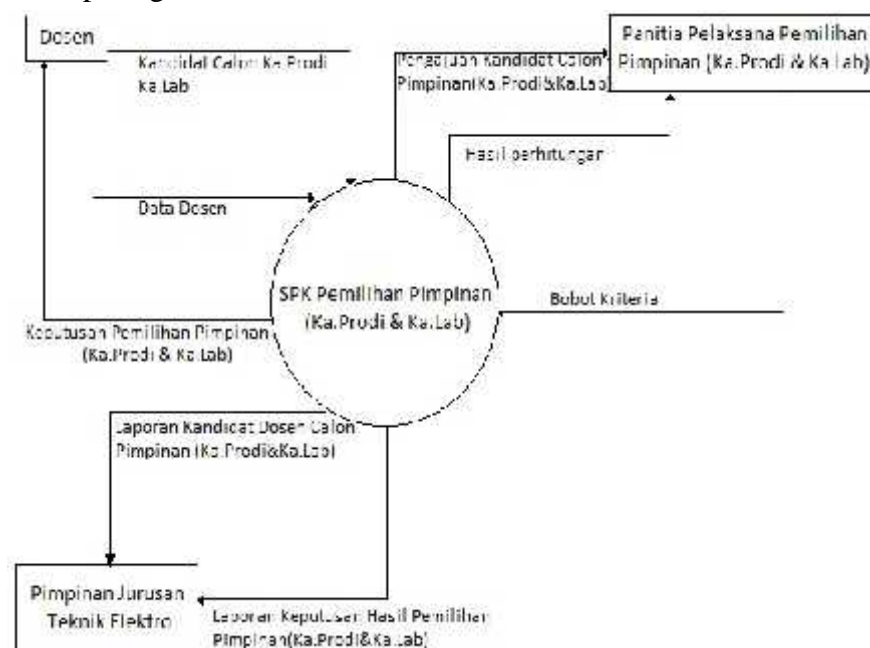 Dosen
Kandidat Calon Ka.Prodi
Ka.Lab
Pengajuan Kandidat Calon
Pimpinan(Ka.Prodi&Ka.Lab)
Panitia Pelaksana Pemilihan
Pimpinan (Ka.Prodi & Ka.Lab)
Hasil perhitungan
Data Dosen
SPK Pemilihan Pimpinan
(Ka.Prodi & Ka.Lab)
Bobot Kriteria
Keputusan Pemilihan Pimpinan
(Ka.Prodi & Ka.Lab)
Laporan Kandidat Dosen Calon
Pimpinan (Ka.Prodi&Ka.Lab)
Pimpinan Jurusan
Teknik Elektro
Laporan Keputusan Hasil Pemilihan
Pimpinan(Ka.Prodi&Ka.Lab)